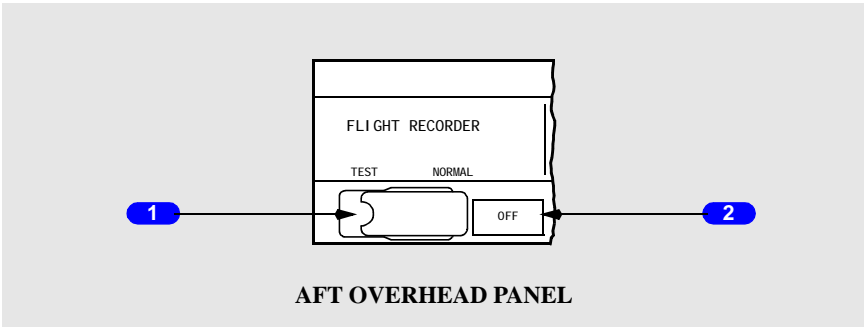 FLIGHT RECORDER
TEST NORMAL
1 OFF 2
AFT OVERHEAD PANEL